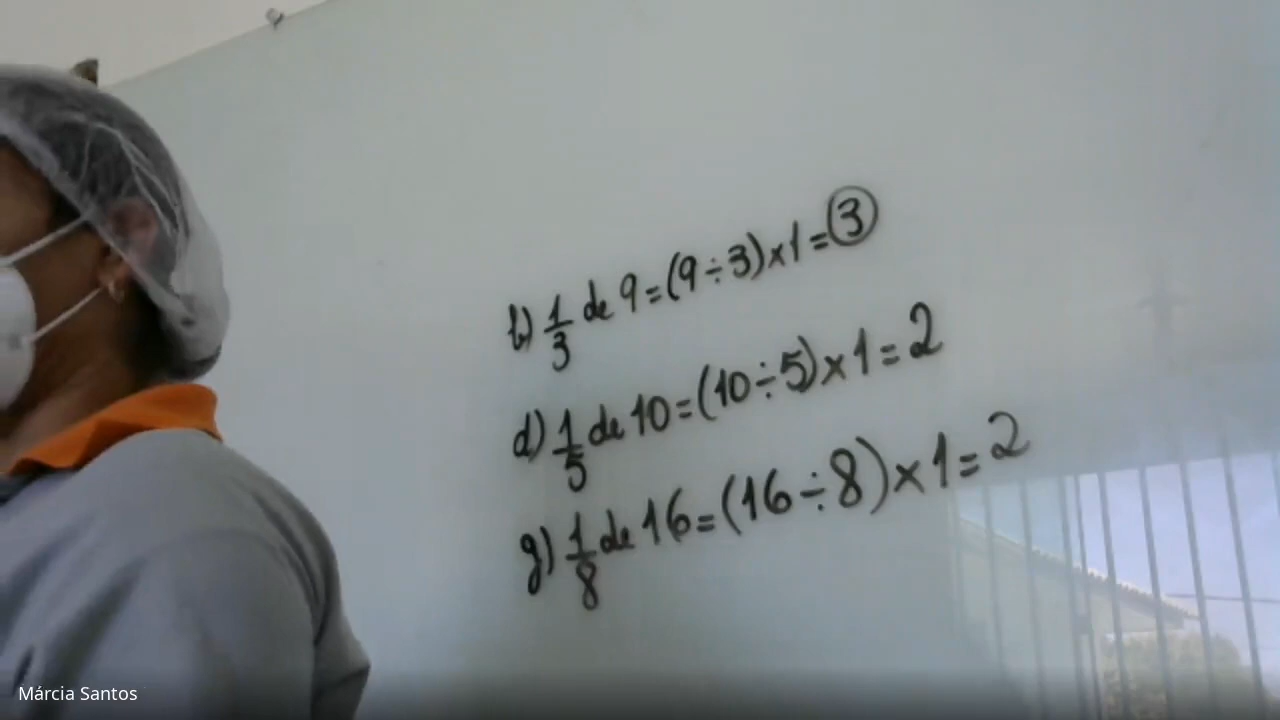 b) 1/3 de 9 = (9 ÷ 3) x 1 = 3
d) 1/5 de 10 = (10 ÷ 5) x 1 = 2
g) 1/8 de 16 = (16 ÷ 8) x 1 = 2
Márcia Santos